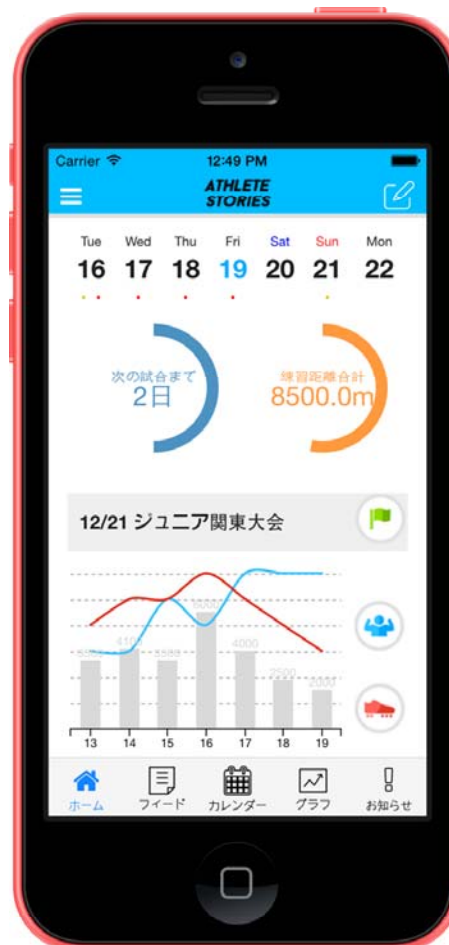 Carrier 12:49 PM
ATHLETE
STORIES
Tue Wed Thu Fri Sat Sun Mon
16 17 18 19 20 21 22
次の試合まで
2日
練習距離合計
8500.0m
12/21 ジュニア関東大会
6000
4100
4000
2500
2000
13 14 15 16 17 18 19
ホーム フィード カレンダー グラフ お知らせ